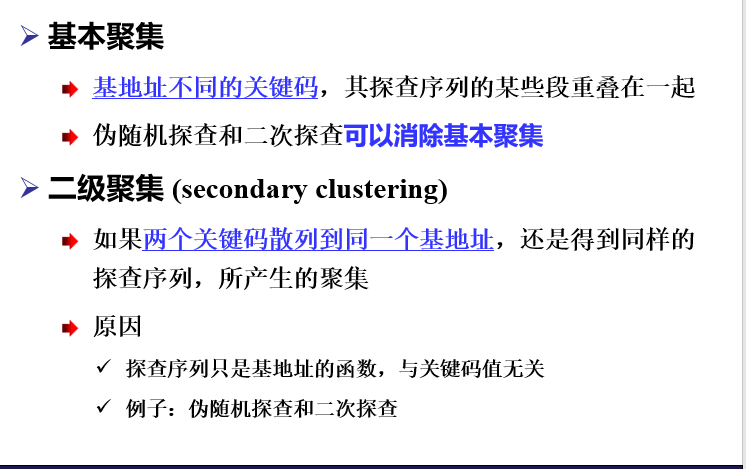 基本聚集
基地址不同的关键码，其探查序列的某些段重叠在一起
伪随机探查和二次探查可以消除基本聚集
二级聚集 (secondary clustering)
如果两个关键码散列到同一个基地址，还是得到同样的
探查序列，所产生的聚集
原因
探查序列只是基地址的函数，与关键码值无关
例子：伪随机探查和二次探查